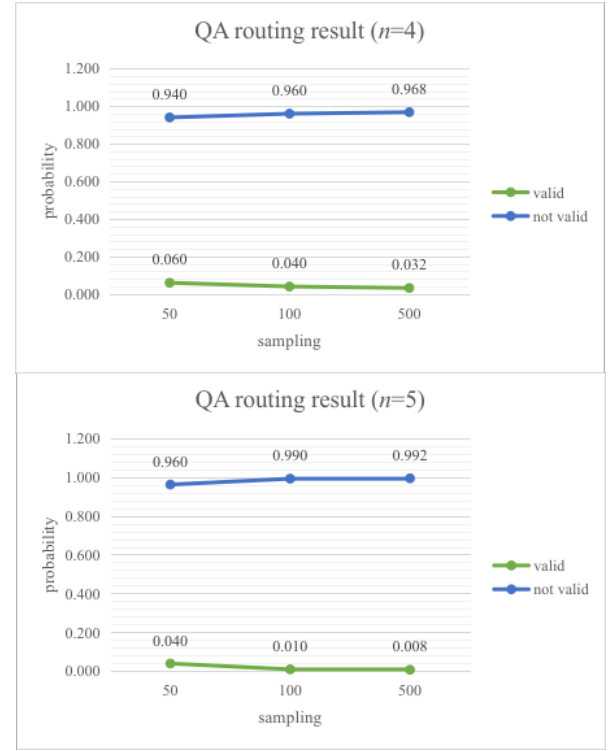 QA routing result (n=4)
1.200
1.000
0.800
0.600
0.400
0.200
0.000
probability
0.940 0.960 0.968
0.060 0.040 0.032
50 100 500
sampling
valid
not valid
QA routing result (n=5)
1.200
1.000
0.800
0.600
0.400
0.200
0.000
probability
0.960 0.990 0.992
0.040 0.010 0.008
50 100 500
sampling
valid
not valid